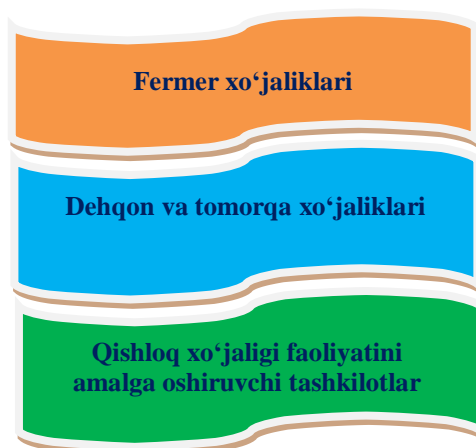 Fermer xo‘jaliklari
Dehqon va tomorqa xo‘jaliklari
Qishloq xo‘jaligi faoliyatini
amalga oshiruvchi tashkilotlar